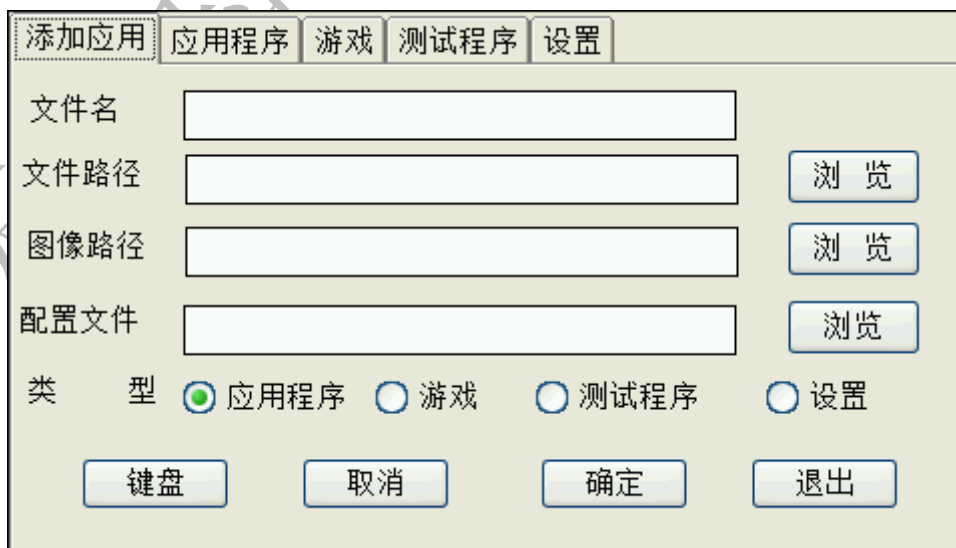 添加应用 应用程序 游戏 测试程序 设置
文件名
文件路径 浏 览
图像路径 浏 览
配置文件 浏览
类 型 应用程序 游戏 测试程序 设置
键盘 取消 确定 退出